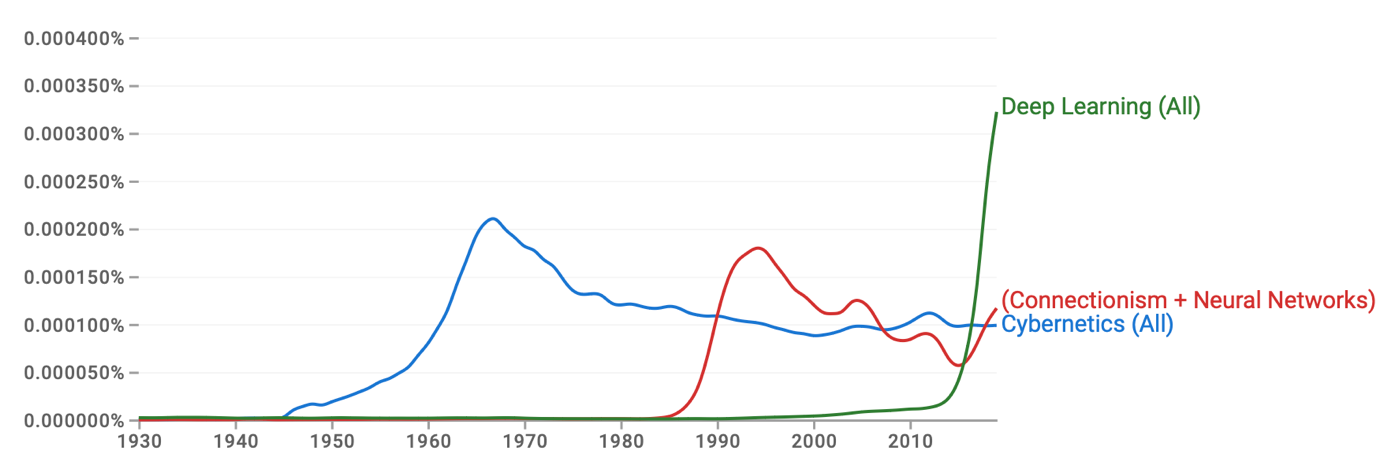 0.000400%
0.000350%
0.000300%
0.000250%
0.000200%
0.000150%
0.000100%
0.000050%
0.000000%
1930 1940 1950 1960 1970 1980 1990 2000 2010
Deep Learning (All)
(Connectionism + Neural Networks)
Cybernetics (All)